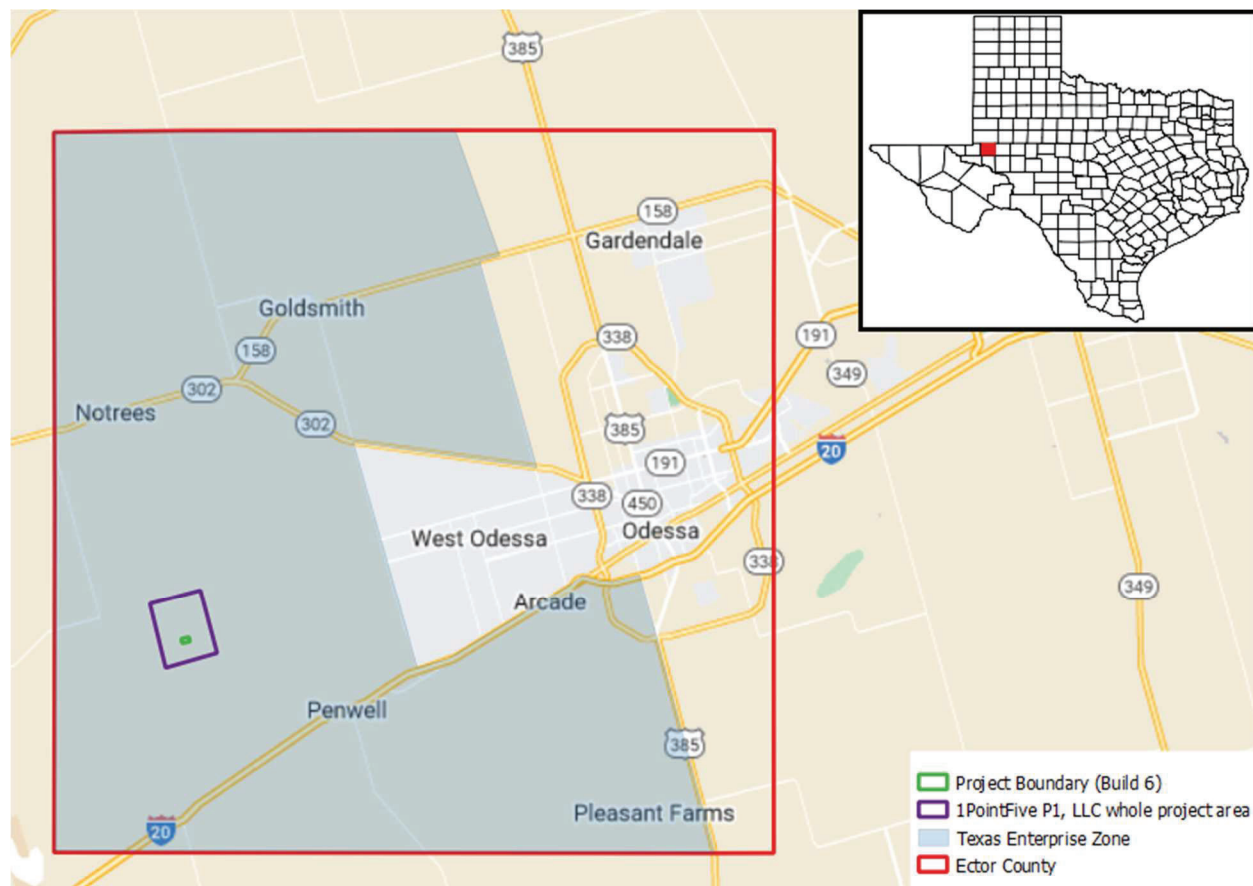 385
158
Gardendale
Goldsmith
338
191
158
349
302
Notrees
302
385
191
20
338
450
West Odessa
Odessa
338
349
Arcade
Penwell
385
Pleasant Farms
20
Project Boundary (Build 6)
1PointFive P1, LLC whole project area
Texas Enterprise Zone
Ector County